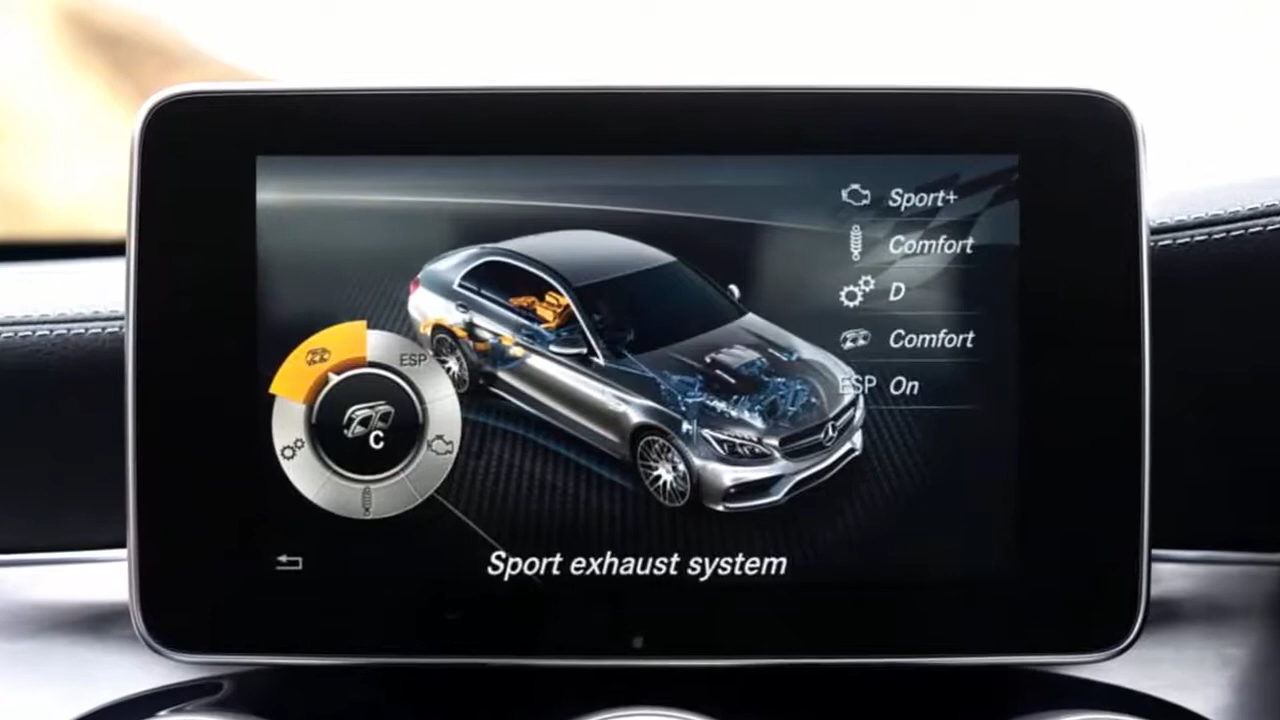 Sport+
Comfort
D
Comfort
ESP On
ESP
C
Sport exhaust system